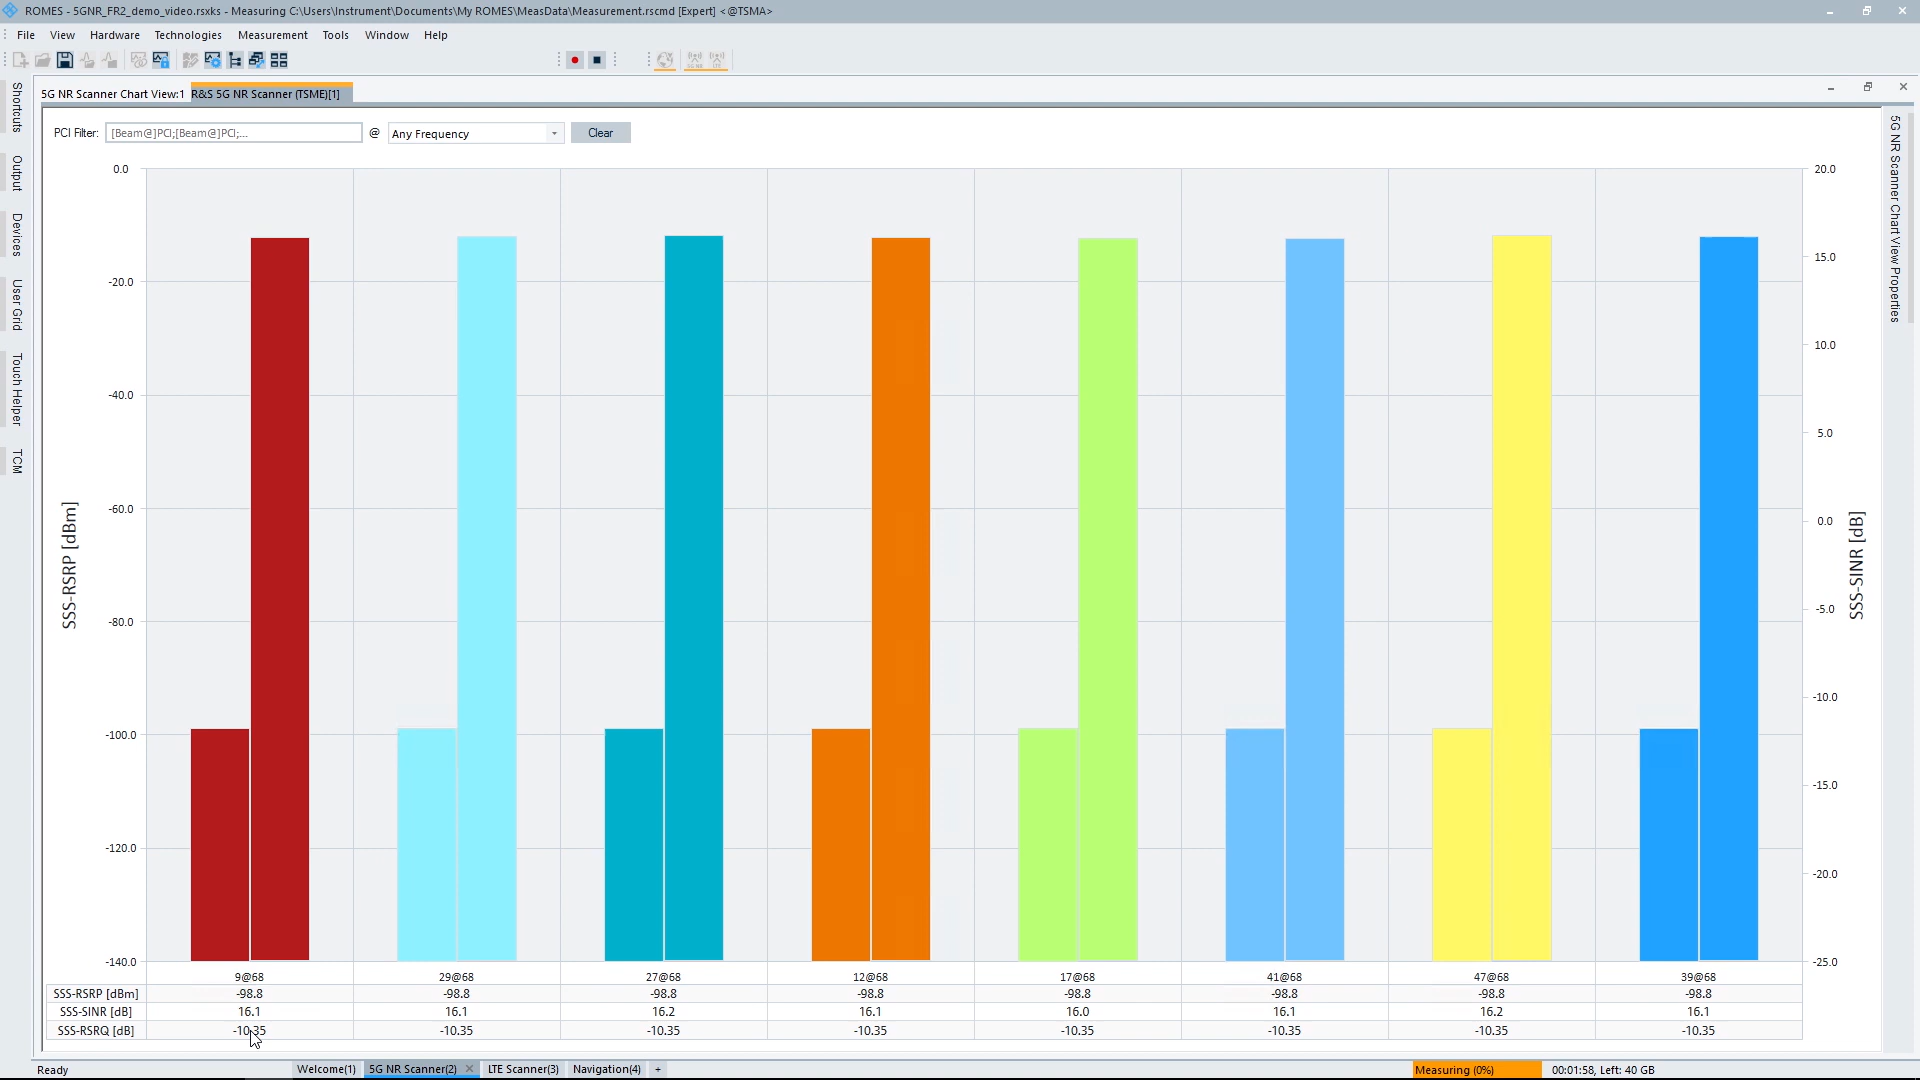 ROMES - 5GNR_FR2_demo_video.rsxks - Measuring C:\Users\Instrument\Documents\My ROMES\MeasData\Measurement.rscmd [Expert] <@TSMA>
File View Hardware Technologies Measurement Tools Window Help
Shortcuts
Output
Devices
User Grid
Touch Helper
TCM
5G NR Scanner Chart View:1 R&S 5G NR Scanner (TSME)[1]
PCI Filter: [Beam@]PCI;[Beam@]PCI;... @ Any Frequency Clear
5G NR Scanner Chart View Properties
SSS-RSRP [dBm]
0.0
-20.0
-40.0
-60.0
-80.0
-100.0
-120.0
-140.0
20.0
15.0
10.0
5.0
0.0
-5.0
-10.0
-15.0
-20.0
-25.0
SSS-SINR [dB]
9@68 29@68 27@68 12@68 17@68 41@68 47@68 39@68
SSS-RSRP [dBm] -98.8 -98.8 -98.8 -98.8 -98.8 -98.8 -98.8 -98.8
SSS-SINR [dB] 16.1 16.1 16.2 16.1 16.0 16.1 16.2 16.1
SSS-RSRQ [dB] -10.35 -10.35 -10.35 -10.35 -10.35 -10.35 -10.35 -10.35
Ready Welcome(1) 5G NR Scanner(2) LTE Scanner(3) Navigation(4) + Measuring (0%) 00:01:58, Left: 40 GB